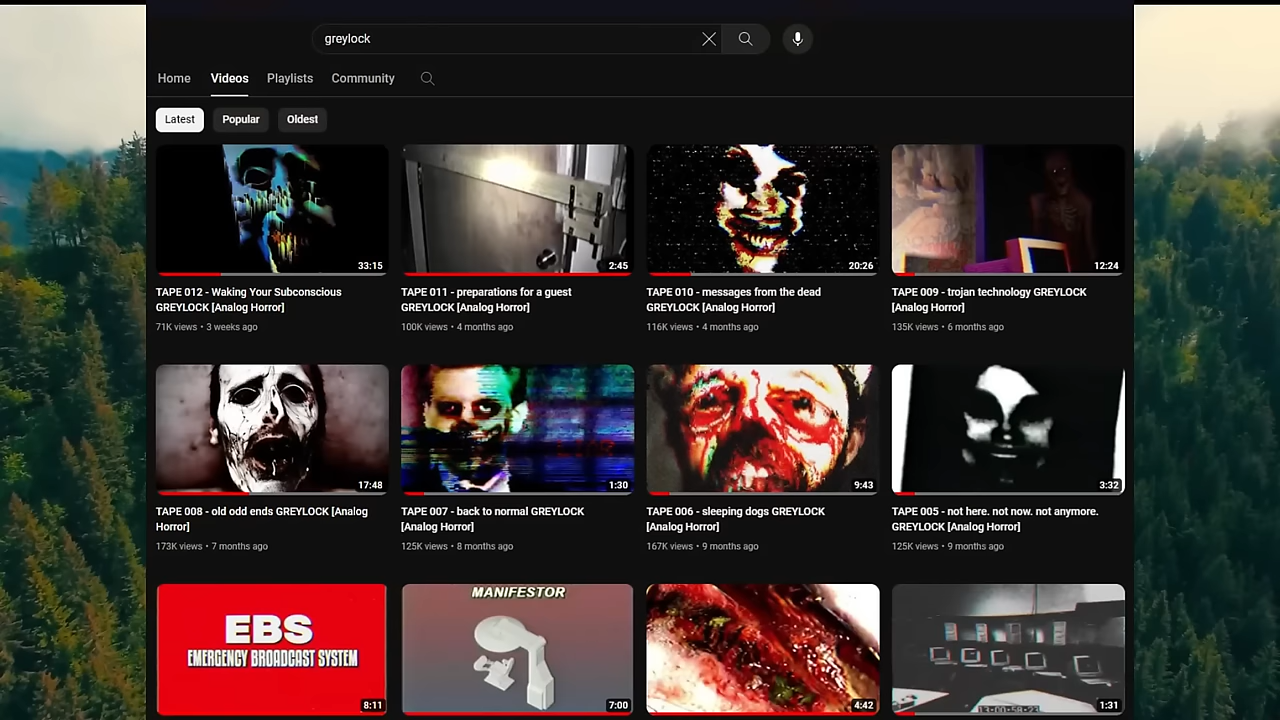 greylock
Home Videos Playlists Community
Latest Popular Oldest
33:15
2:45
20:26
12:24
TAPE 012 - Waking Your Subconscious
GREYLOCK [Analog Horror]
71K views • 3 weeks ago
TAPE 011 - preparations for a guest
GREYLOCK [Analog Horror]
100K views • 4 months ago
TAPE 010 - messages from the dead
GREYLOCK [Analog Horror]
116K views • 4 months ago
TAPE 009 - trojan technology GREYLOCK
[Analog Horror]
135K views • 6 months ago
17:48
1:30
9:43
3:32
TAPE 008 - old odd ends GREYLOCK [Analog
Horror]
173K views • 7 months ago
TAPE 007 - back to normal GREYLOCK
[Analog Horror]
125K views • 8 months ago
TAPE 006 - sleeping dogs GREYLOCK
[Analog Horror]
167K views • 9 months ago
TAPE 005 - not here. not now. not anymore.
GREYLOCK [Analog Horror]
125K views • 9 months ago
EBS
EMERGENCY BROADCAST SYSTEM
8:11
MANIFESTOR
7:00
4:42
1:31